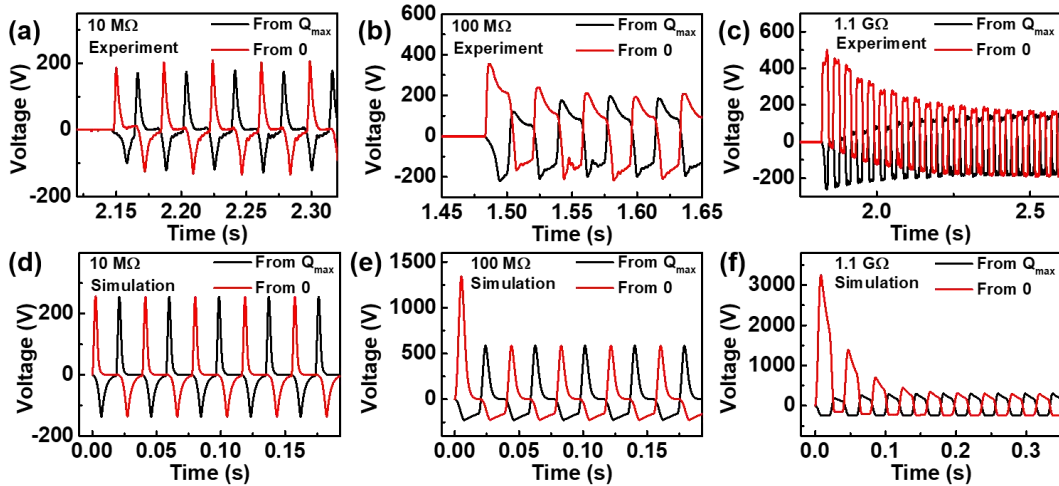 (a)
10 MΩ
Experiment
From Qmax
From 0
200
0
-200
Voltage (V)
2.15
2.20
2.25
2.30
Time (s)
(b)
100 MΩ
Experiment
From Qmax
From 0
600
400
200
0
-200
Voltage (V)
1.45
1.50
1.55
1.60
1.65
Time (s)
(c)
1.1 GΩ
Experiment
From Qmax
From 0
600
400
200
0
-200
Voltage (V)
2.0
2.5
Time (s)
(d)
10 MΩ
Simulation
From Qmax
From 0
200
0
-200
Voltage (V)
0.00
0.05
0.10
0.15
Time (s)
(e)
100 MΩ
Simulation
From Qmax
From 0
1500
1000
500
0
Voltage (V)
0.00
0.05
0.10
0.15
Time (s)
(f)
1.1 GΩ
Simulation
From Qmax
From 0
3000
2000
1000
0
Voltage (V)
0.0
0.1
0.2
0.3
Time (s)